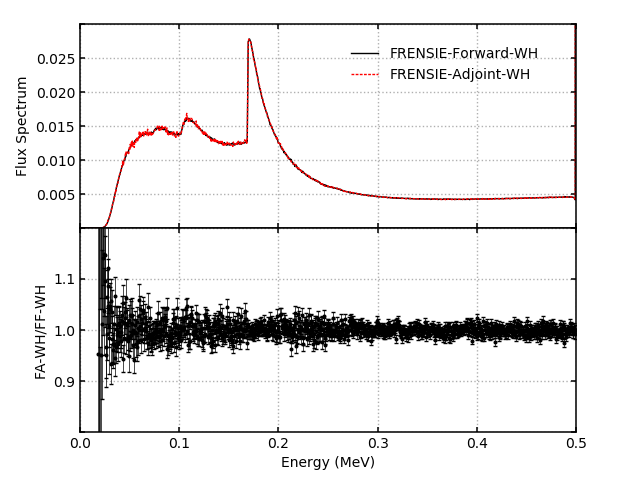 0.025
0.020
0.015
0.010
0.005
Flux Spectrum
FRENSIE-Forward-WH
FRENSIE-Adjoint-WH
1.1
1.0
0.9
FA-WH/FF-WH
0.0 0.1 0.2 0.3 0.4 0.5
Energy (MeV)